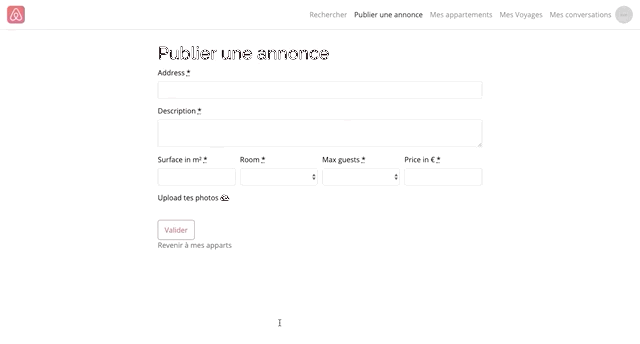 Rechercher Publier une annonce Mes appartements Mes Voyages Mes conversations
Publier une annonce
Address *
Description *
Surface in m² * Room * Max guests * Price in € *
Upload tes photos
Valider
Revenir à mes apparts